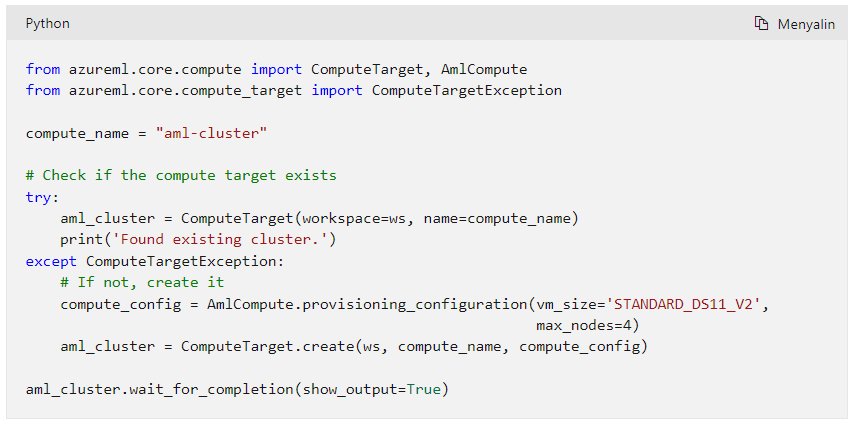 Python
Menyalin
from azureml.core.compute import ComputeTarget, AmlCompute
from azureml.core.compute_target import ComputeTargetException
compute_name = "aml-cluster"
# Check if the compute target exists
try:
    aml_cluster = ComputeTarget(workspace=ws, name=compute_name)
    print('Found existing cluster.')
except ComputeTargetException:
    # If not, create it
    compute_config = AmlCompute.provisioning_configuration(vm_size='STANDARD_DS11_V2',
                                                           max_nodes=4)
    aml_cluster = ComputeTarget.create(ws, compute_name, compute_config)
aml_cluster.wait_for_completion(show_output=True)